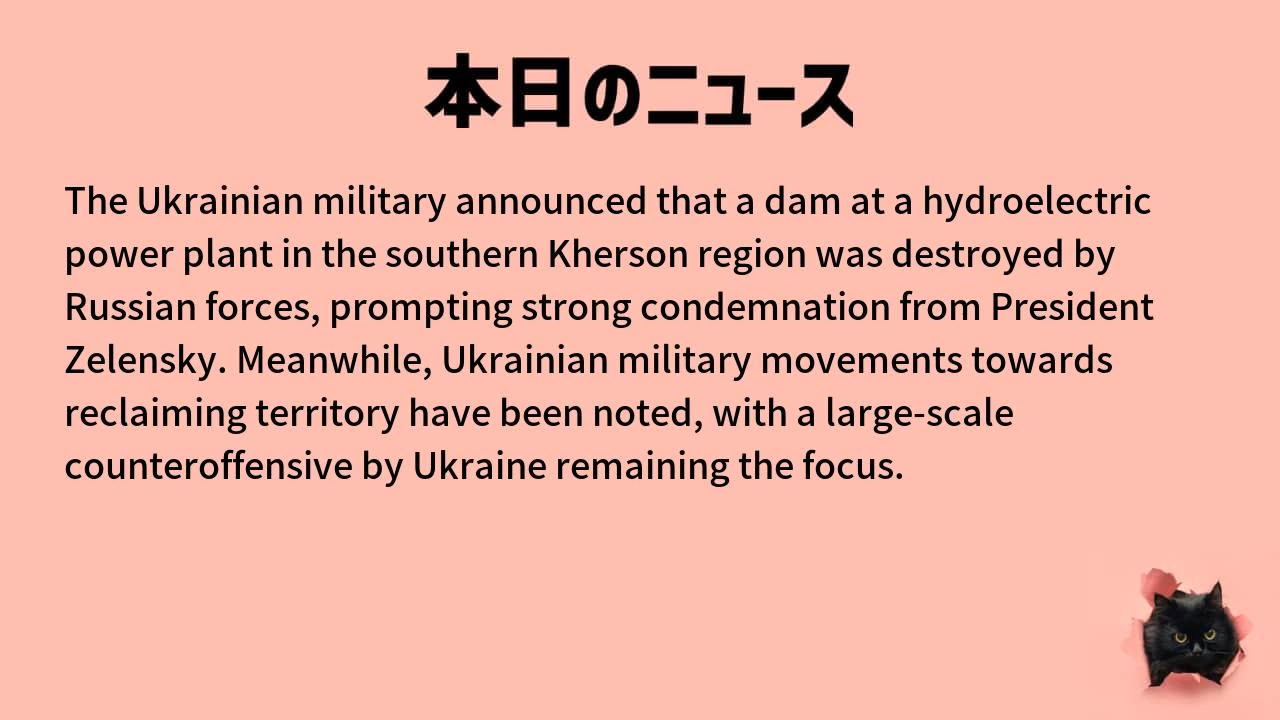 本日のニュース
The Ukrainian military announced that a dam at a hydroelectric
power plant in the southern Kherson region was destroyed by
Russian forces, prompting strong condemnation from President
Zelensky. Meanwhile, Ukrainian military movements towards
reclaiming territory have been noted, with a large-scale
counteroffensive by Ukraine remaining the focus.